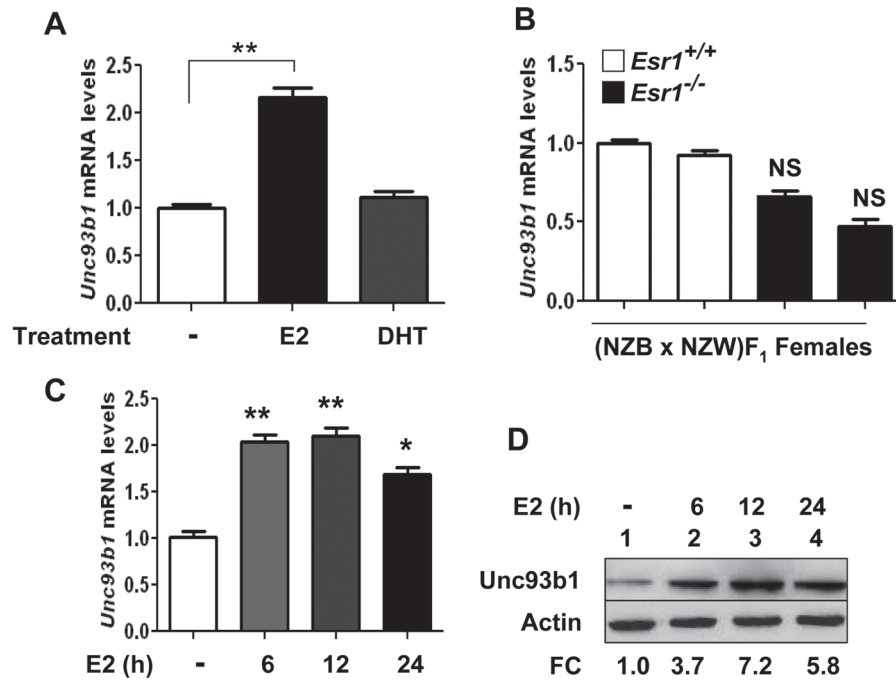 A
**
Unc93b1 mRNA levels
2.5
2.0
1.5
1.0
0.5
0.0
Treatment - E2 DHT
B
Esr1+/+
Esr1-/-
Unc93b1 mRNA levels
1.5
1.0
0.5
0.0
NS
NS
(NZB x NZW)F1 Females
C
Unc93b1 mRNA levels
2.5
2.0
1.5
1.0
0.5
0.0
**
**
*
E2 (h) - 6 12 24
D
E2 (h) - 6 12 24
1 2 3 4
Unc93b1
Actin
FC 1.0 3.7 7.2 5.8